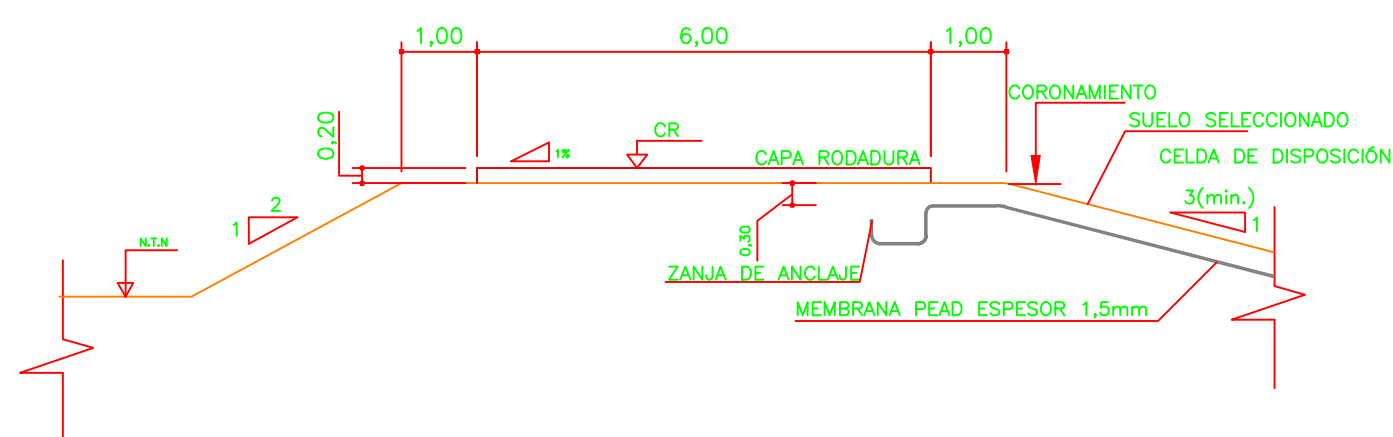 1,00
6,00
1,00
CORONAMIENTO
0,20
SUELO SELECCIONADO
CR
1%
CAPA RODADURA
CELDA DE DISPOSICIÓN
2
1
3(min.)
1
N.T.N
0,30
ZANJA DE ANCLAJE
MEMBRANA PEAD ESPESOR 1,5mm